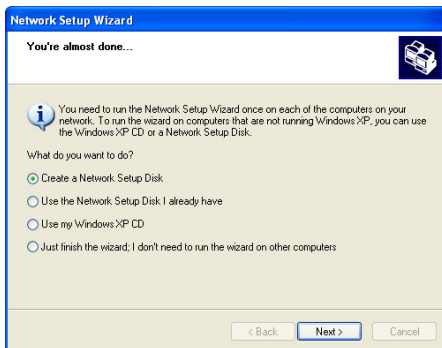 Network Setup Wizard
You're almost done...
You need to run the Network Setup Wizard once on each of the computers on your
network. To run the wizard on computers that are not running Windows XP, you can use
the Windows XP CD or a Network Setup Disk.
What do you want to do?
Create a Network Setup Disk
Use the Network Setup Disk I already have
Use my Windows XP CD
Just finish the wizard; I don't need to run the wizard on other computers
< Back Next > Cancel